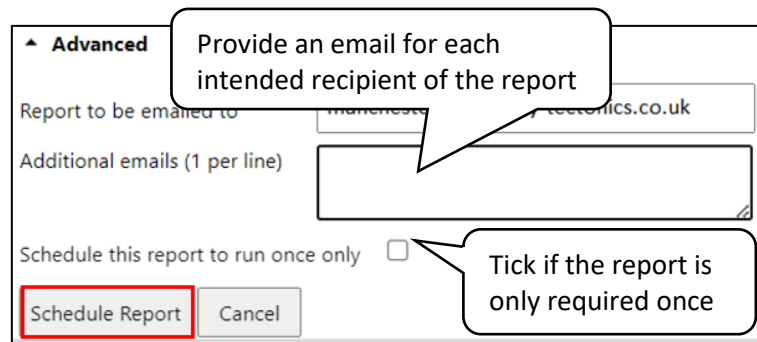 ▲ Advanced
Provide an email for each
intended recipient of the report
Report to be emailed to
tectonics.co.uk
Additional emails (1 per line)
Schedule this report to run once only
Tick if the report is
only required once
Schedule Report
Cancel